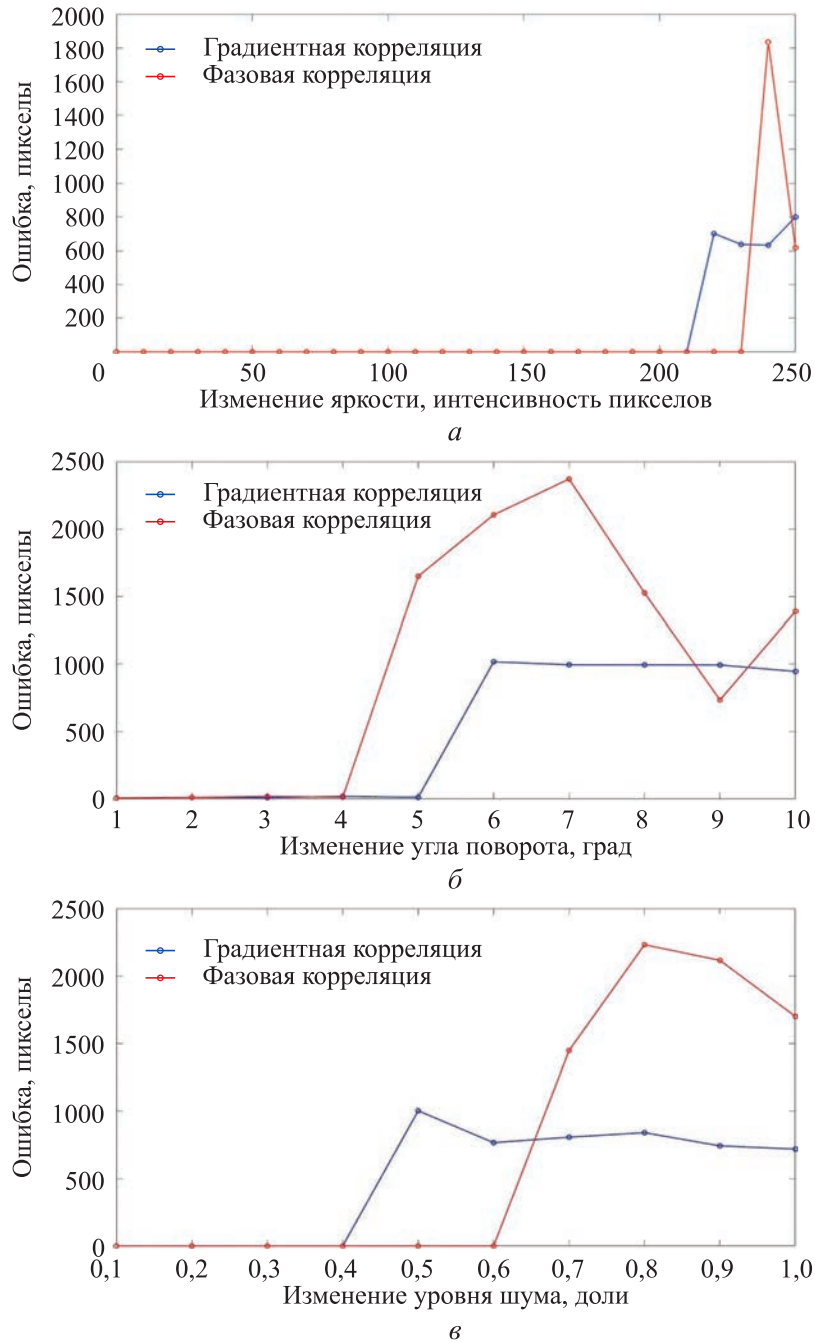 2000
1800
1600
1400
1200
1000
800
600
400
200
Ошибка, пикселы
Градиентная корреляция
Фазовая корреляция
0 50 100 150 200 250
Изменение яркости, интенсивность пикселов
а
2500
2000
1500
1000
500
0
Ошибка, пикселы
Градиентная корреляция
Фазовая корреляция
1 2 3 4 5 6 7 8 9 10
Изменение угла поворота, град
б
2500
2000
1500
1000
500
0
Ошибка, пикселы
Градиентная корреляция
Фазовая корреляция
0,1 0,2 0,3 0,4 0,5 0,6 0,7 0,8 0,9 1,0
Изменение уровня шума, доли
в